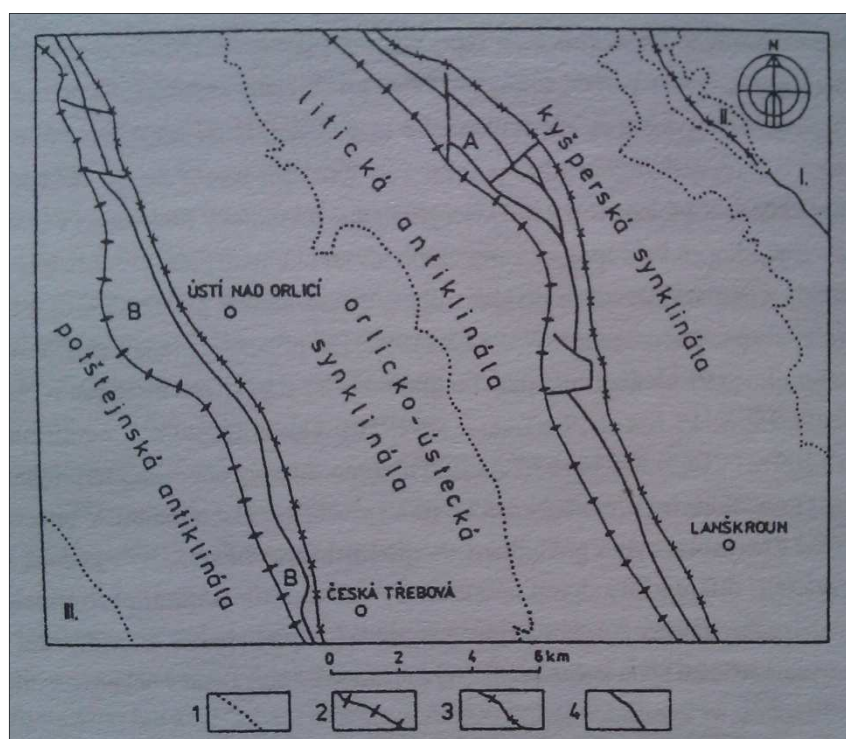 N
II.
I.
A
litická antiklinála
kyšperská synklinála
ÚSTÍ NAD ORLICÍ
B
potštejnská antiklinála
orlicko-ústecká
synklinála
LANŠKROUN
B
ČESKÁ TŘEBOVÁ
III.
0 2 4 6 km
1 2 3 4